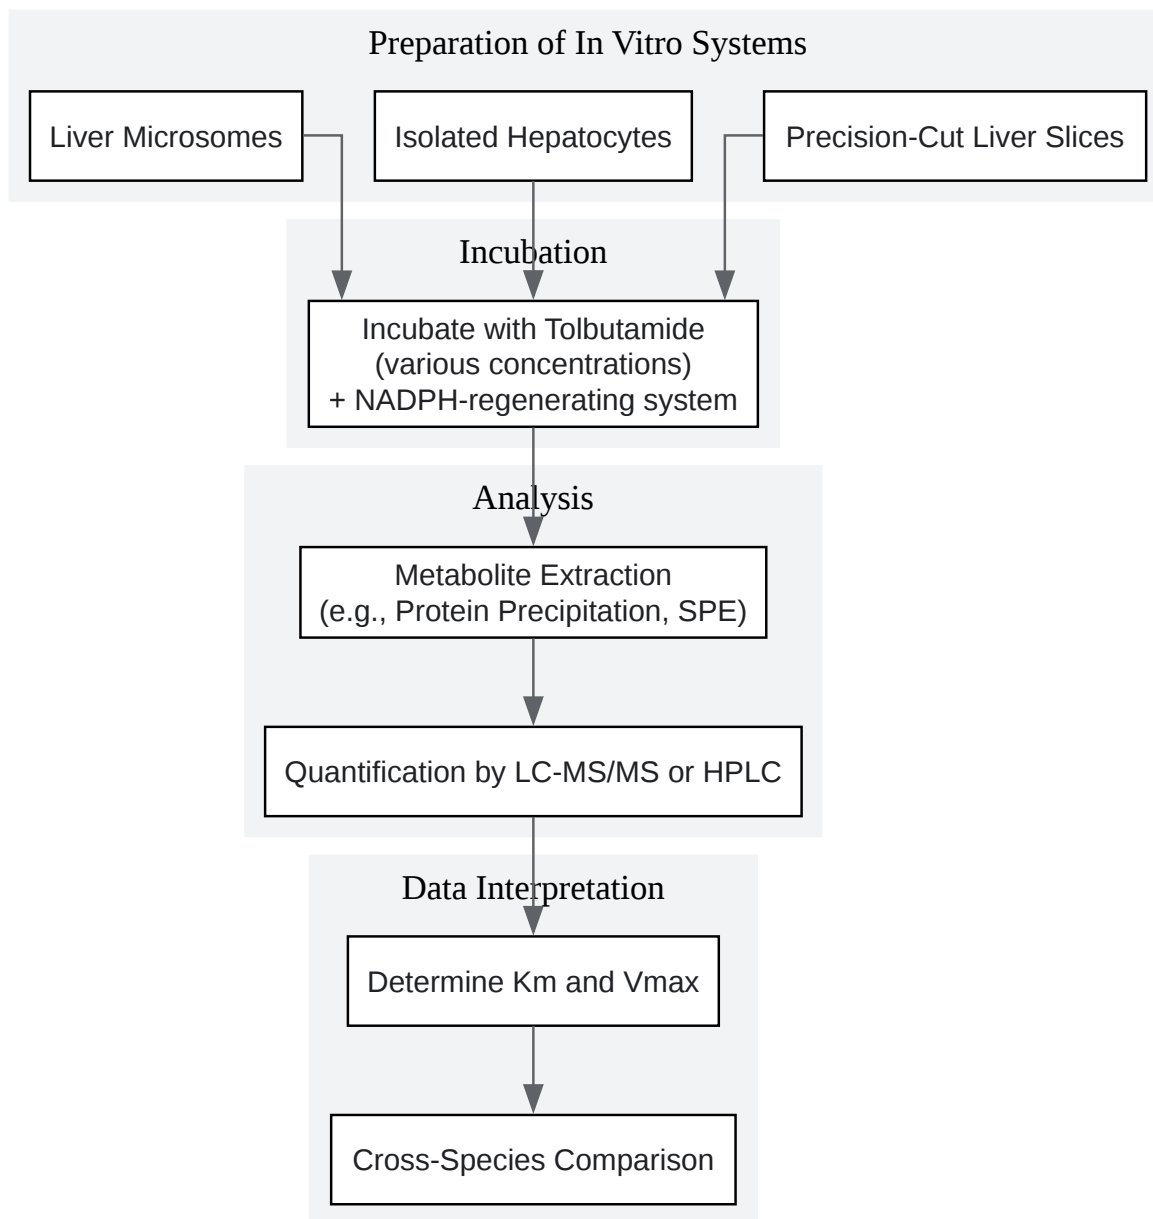 Preparation of In Vitro Systems
Liver Microsomes
Isolated Hepatocytes
Precision-Cut Liver Slices
Incubation
Incubate with Tolbutamide
(various concentrations)
+ NADPH-regenerating system
Analysis
Metabolite Extraction
(e.g., Protein Precipitation, SPE)
Quantification by LC-MS/MS or HPLC
Data Interpretation
Determine Km and Vmax
Cross-Species Comparison